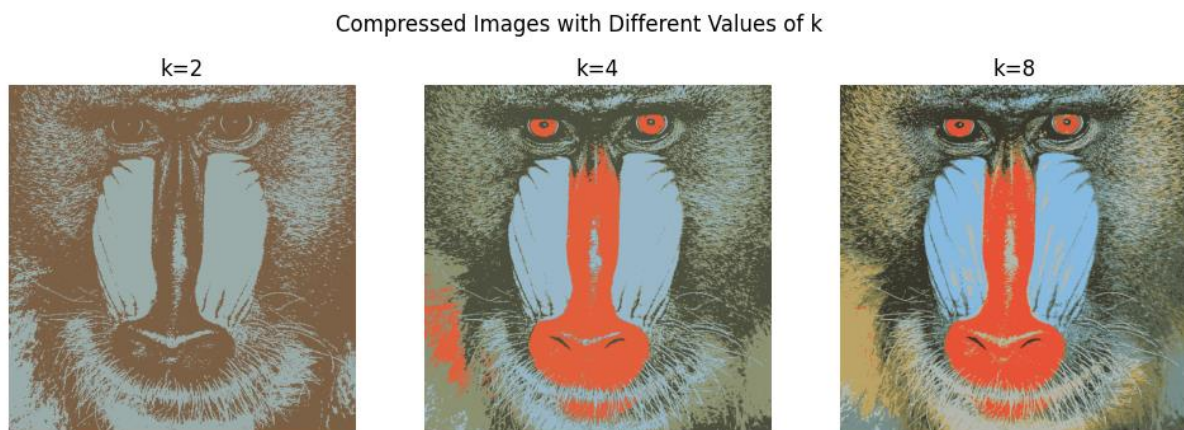 Compressed Images with Different Values of k
k=2
k=4
k=8